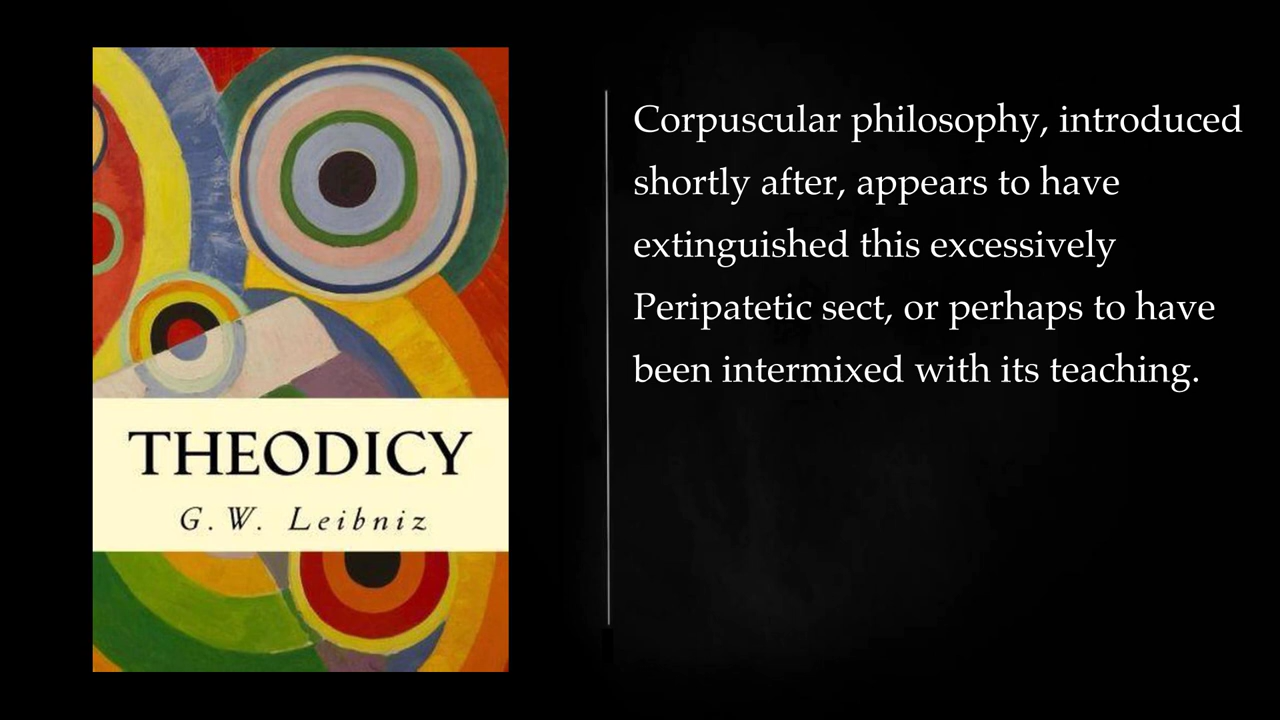 THEODICY
G. W. Leibniz
Corpuscular philosophy, introduced
shortly after, appears to have
extinguished this excessively
Peripatetic sect, or perhaps to have
been intermixed with its teaching.